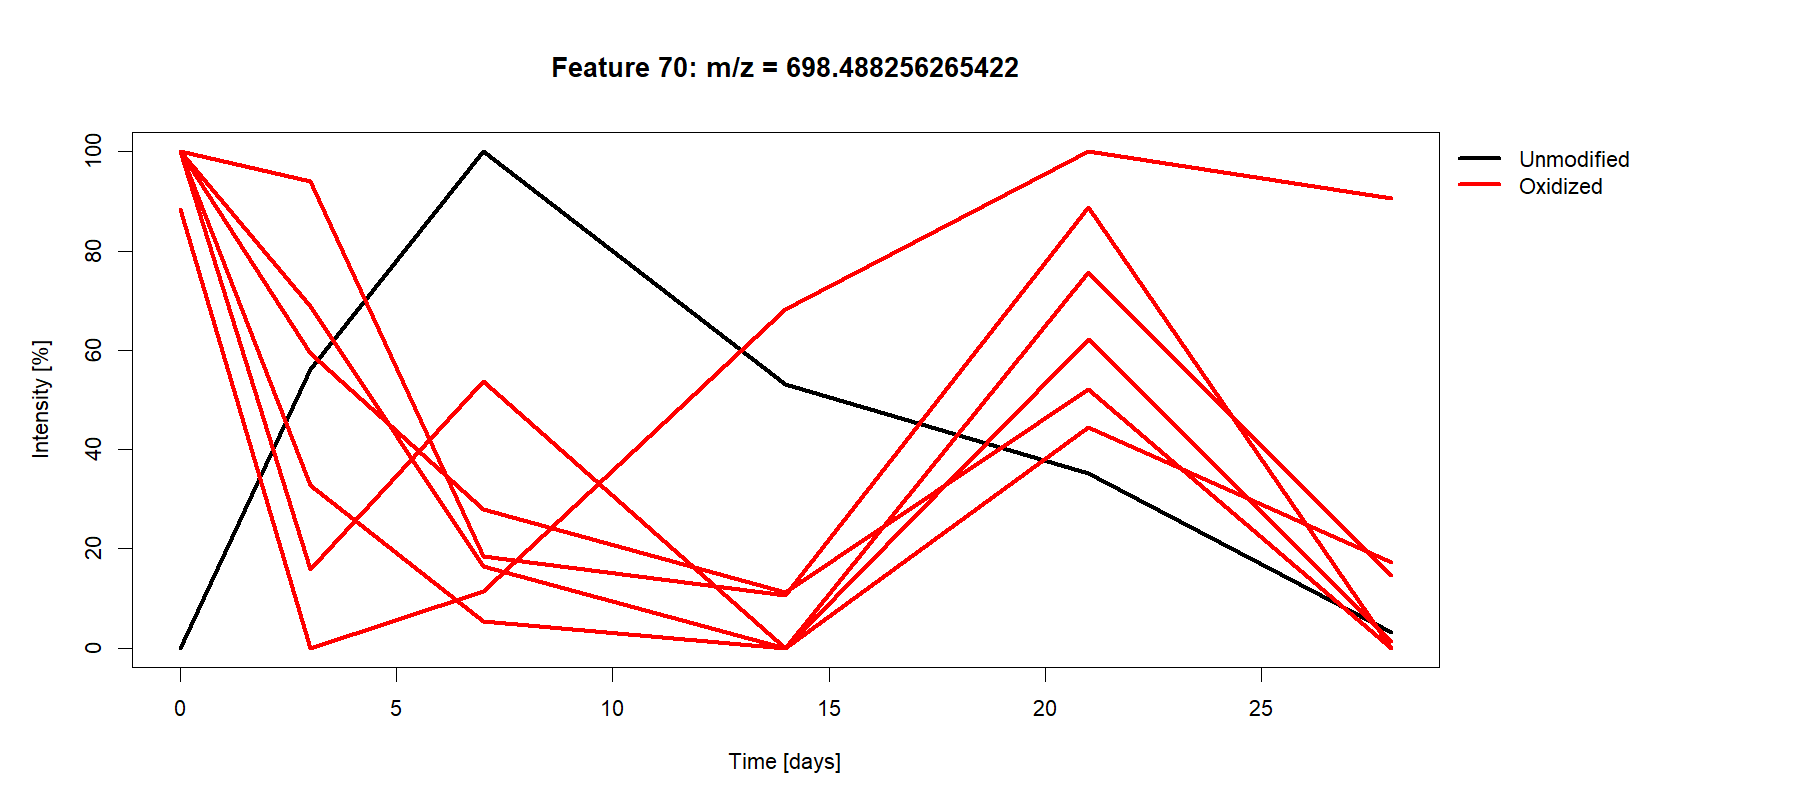 Feature 70: m/z = 698.488256265422
Unmodified
Oxidized
Intensity [%]
100
80
60
40
20
0
0 5 10 15 20 25
Time [days]